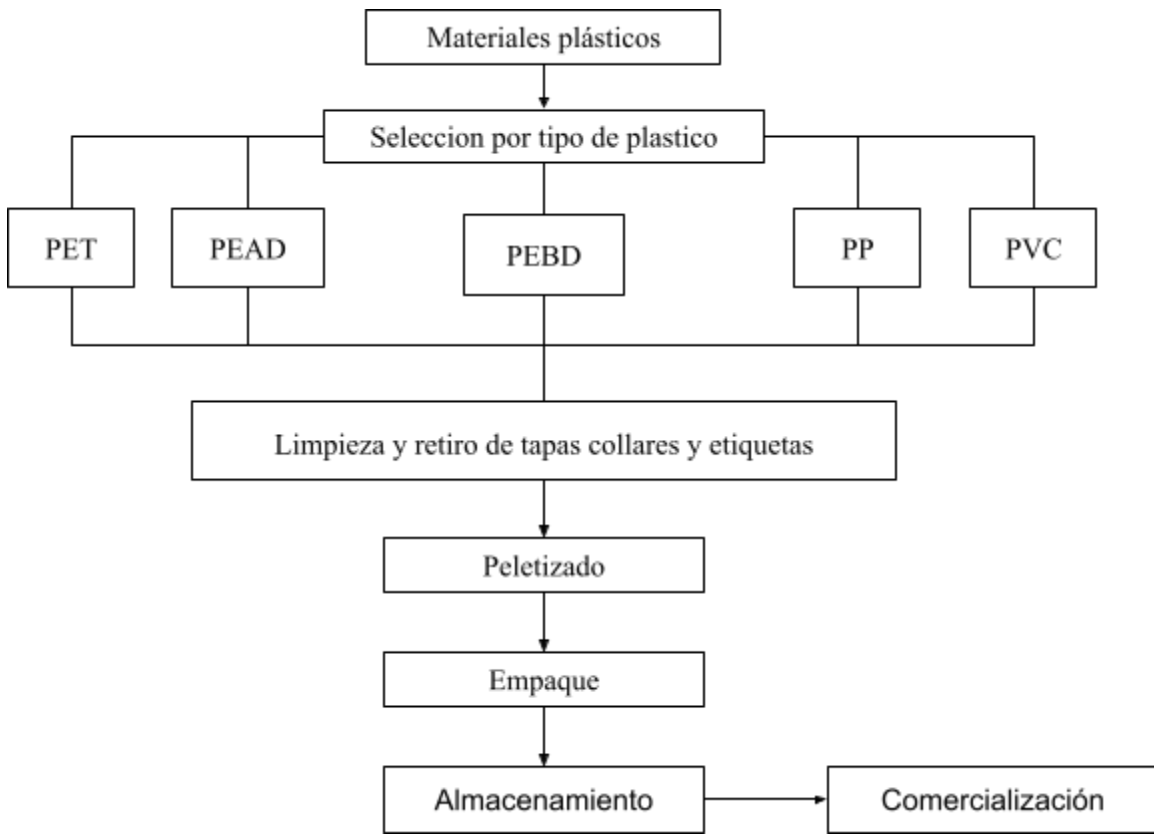 Materiales plásticos
Seleccion por tipo de plastico
PET
PEAD
PEBD
PP
PVC
Limpieza y retiro de tapas collares y etiquetas
Peletizado
Empaque
Almacenamiento
Comercialización